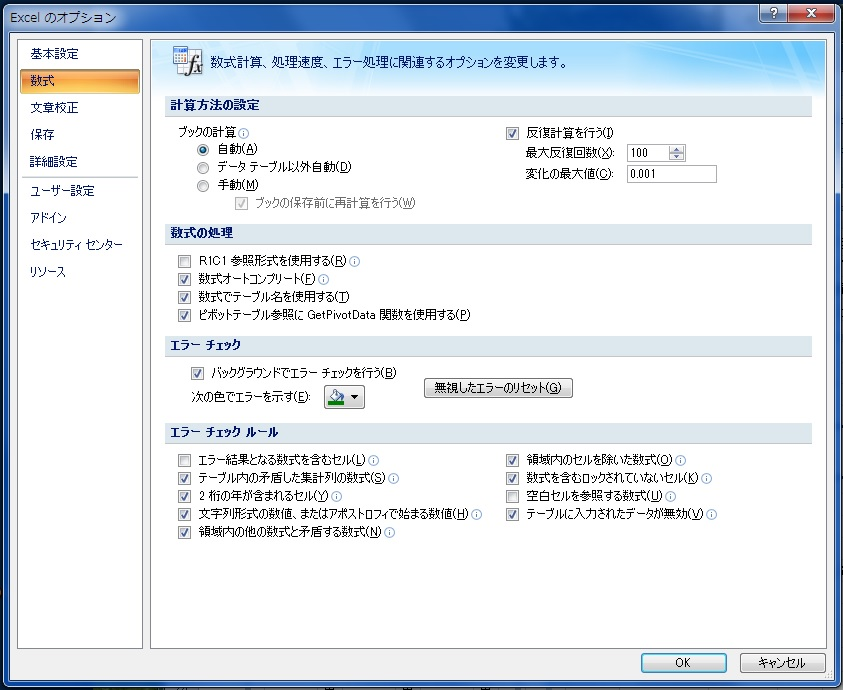 Excel のオプション
基本設定
数式
文章校正
保存
詳細設定
ユーザー設定
アドイン
セキュリティ センター
リソース
数式計算、処理速度、エラー処理に関連するオプションを変更します。
計算方法の設定
ブックの計算
自動(A)
データ テーブル以外自動(D)
手動(M)
ブックの保存前に再計算を行う(W)
反復計算を行う(I)
最大反復回数(X): 100
変化の最大値(C): 0.001
数式の処理
R1C1 参照形式を使用する(R)
数式オートコンプリート(F)
数式でテーブル名を使用する(T)
ピボットテーブル参照に GetPivotData 関数を使用する(P)
エラー チェック
バックグラウンドでエラー チェックを行う(B)
次の色でエラーを示す(E):
無視したエラーのリセット(G)
エラー チェック ルール
エラー結果となる数式を含むセル(L)
テーブル内の矛盾した集計列の数式(S)
2 桁の年が含まれるセル(Y)
文字列形式の数値、またはアポストロフィで始まる数値(H)
領域内の他の数式と矛盾する数式(N)
領域内のセルを除いた数式(O)
数式を含むロックされていないセル(K)
空白セルを参照する数式(U)
テーブルに入力されたデータが無効(V)
OK
キャンセル